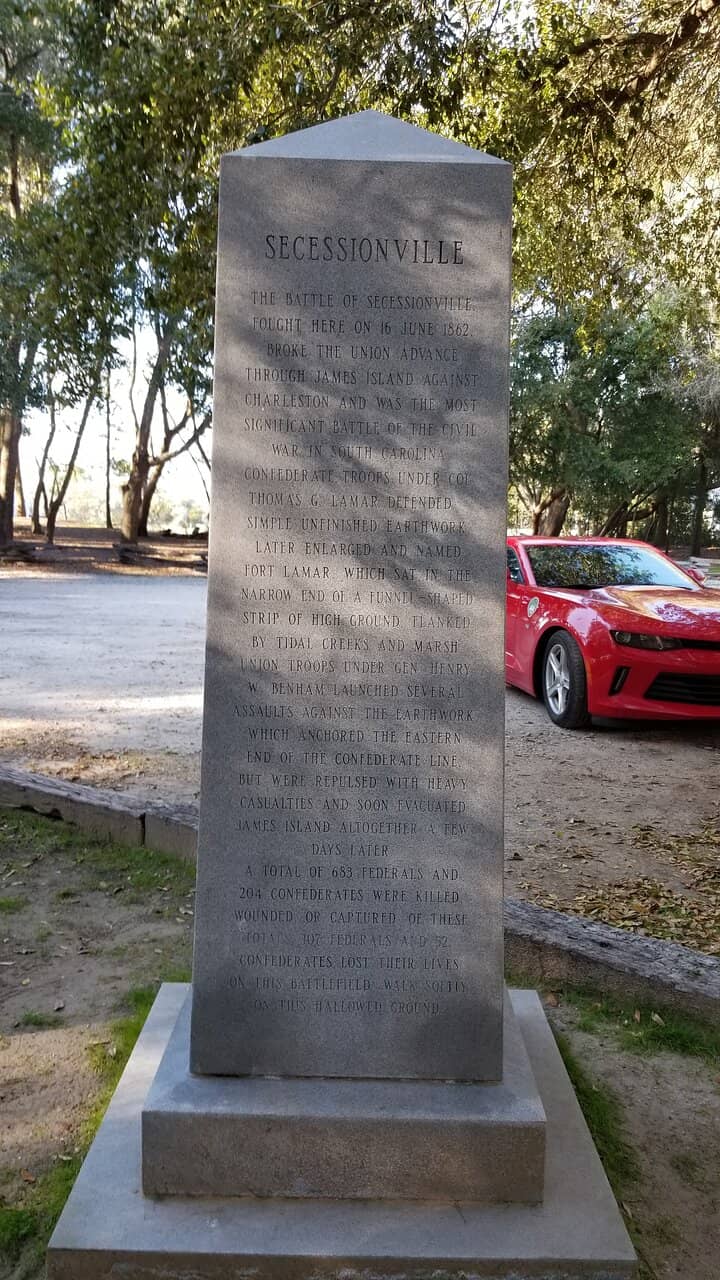 SECESSIONVILLE
THE BATTLE OF SECESSIONVILLE,
FOUGHT HERE ON 16 JUNE 1862,
BROKE THE UNION ADVANCE
THROUGH JAMES ISLAND AGAINST
CHARLESTON AND WAS THE MOST
SIGNIFICANT BATTLE OF THE CIVIL
WAR IN SOUTH CAROLINA.
CONFEDERATE TROOPS UNDER COL.
THOMAS G. LAMAR DEFENDED
SIMPLE UNFINISHED EARTHWORK
LATER ENLARGED AND NAMED
FORT LAMAR, WHICH SAT IN THE
NARROW END OF A FUNNEL-SHAPED
STRIP OF HIGH GROUND FLANKED
BY TIDAL CREEKS AND MARSH.
UNION TROOPS UNDER GEN. HENRY
W. BENHAM LAUNCHED SEVERAL
ASSAULTS AGAINST THE EARTHWORK
WHICH ANCHORED THE EASTERN
END OF THE CONFEDERATE LINE,
BUT WERE REPULSED WITH HEAVY
CASUALTIES AND SOON EVACUATED
JAMES ISLAND ALTOGETHER A FEW
DAYS LATER.
A TOTAL OF 683 FEDERALS AND
204 CONFEDERATES WERE KILLED,
WOUNDED OR CAPTURED. OF THESE
TOTALS, 107 FEDERALS AND 52
CONFEDERATES LOST THEIR LIVES
ON THIS BATTLEFIELD. WALK SOFTLY
ON THIS HALLOWED GROUND.